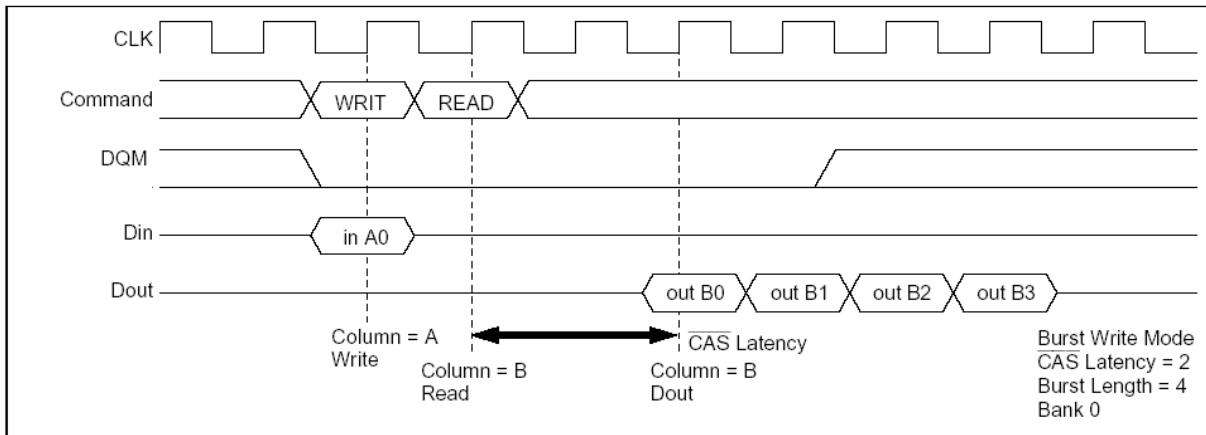 CLK
Command WRIT READ
DQM
Din in A0
Dout out B0 out B1 out B2 out B3
Column = A
Write
Column = B
Read
CAS Latency
Column = B
Dout
Burst Write Mode
CAS Latency = 2
Burst Length = 4
Bank 0